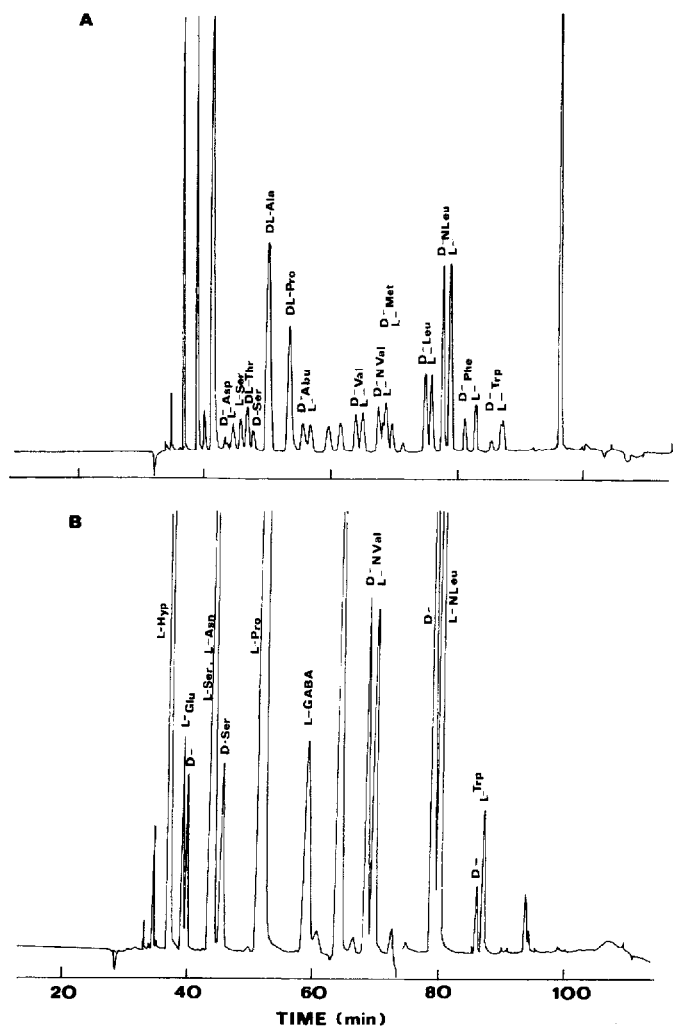 A
D- Asp
L-
L-Ser
DL-Thr
D-Ser
DL-Ala
DL-Pro
D- Abu
L-
D- Val
L-
D- NVal
L-
D- Met
L-
D- Leu
L-
D- NLeu
L-
D- Phe
L-
D- Trp
L-
B
L-Hyp
L- Glu
D-
L-Ser, L-Asn
D-Ser
L-Pro
L-GABA
D- NVal
L-
D-
L-NLeu
D-
L- Trp
20 40 60 80 100
TIME (min)